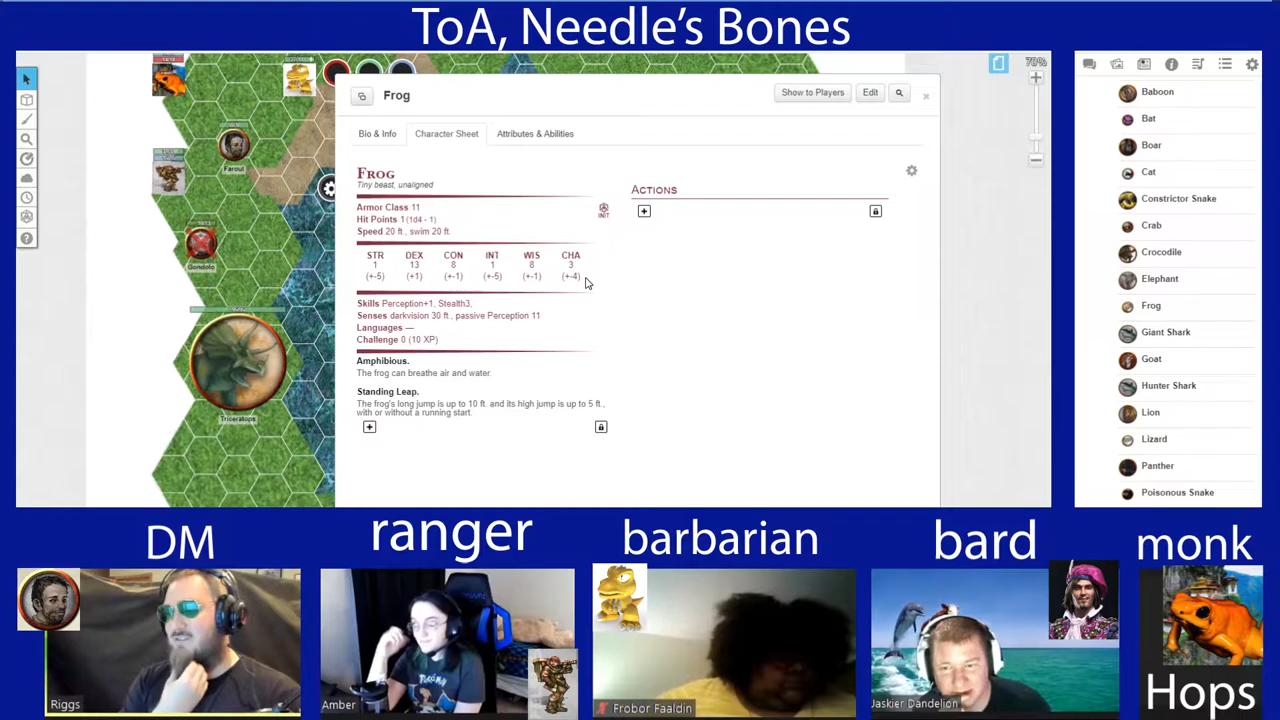 ToA, Needle's Bones
70%
Frog
Show to Players
Edit
Bio & Info
Character Sheet
Attributes & Abilities
FROG
Tiny beast, unaligned
Armor Class 11
Hit Points 1 (1d4 - 1)
Speed 20 ft., swim 20 ft.
INIT
STR DEX CON INT WIS CHA
1 13 8 1 8 3
(+-5) (+1) (+-1) (+-5) (+-1) (+-4)
Skills Perception+1, Stealth3,
Senses darkvision 30 ft., passive Perception 11
Languages —
Challenge 0 (10 XP)
Amphibious.
The frog can breathe air and water.
Standing Leap.
The frog's long jump is up to 10 ft. and its high jump is up to 5 ft.,
with or without a running start.
ACTIONS
Faroul
Gondolo
Triceratops
Baboon
Bat
Boar
Cat
Constrictor Snake
Crab
Crocodile
Elephant
Frog
Giant Shark
Goat
Hunter Shark
Lion
Lizard
Panther
Poisonous Snake
DM
ranger
barbarian
bard
monk
Riggs
Amber
Frobor Faaldin
Jaskier Dandelion
Hops